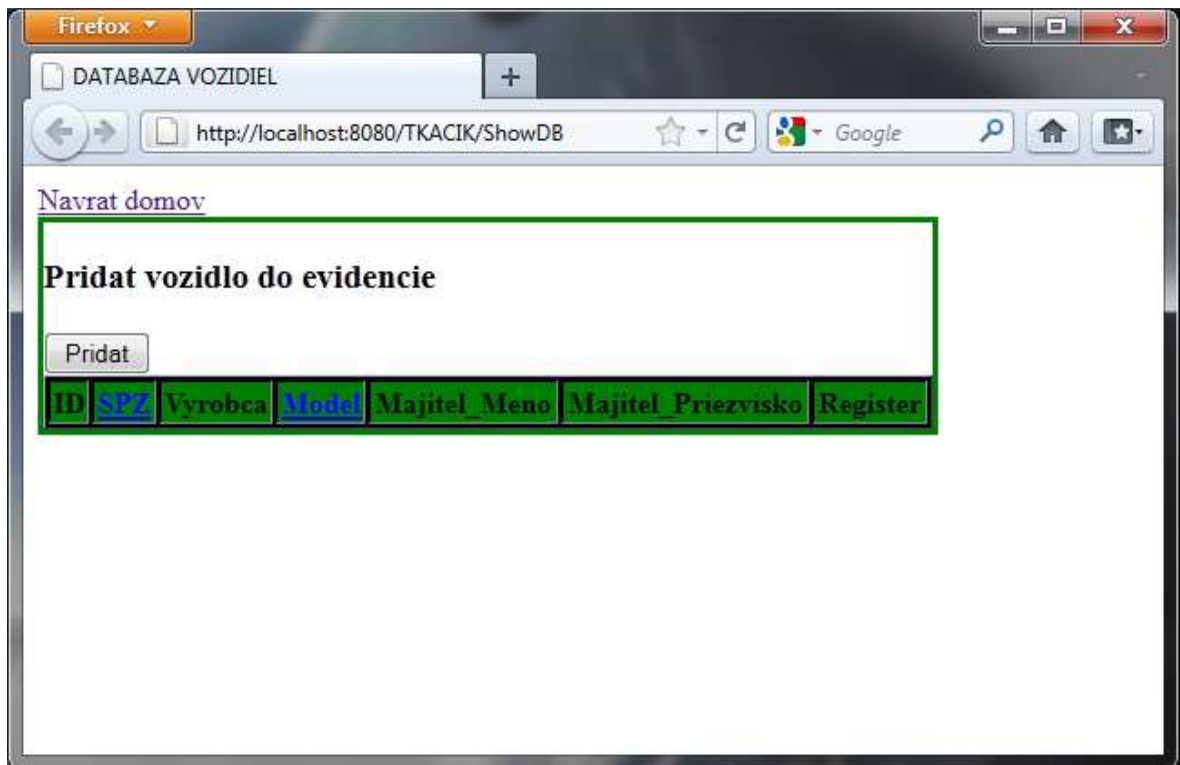 Firefox
DATABAZA VOZIDIEL
http://localhost:8080/TKACIK/ShowDB
Google
Navrat domov
Pridat vozidlo do evidencie
Pridat
ID SPZ Vyrobca Model Majitel_Meno Majitel_Priezvisko Register